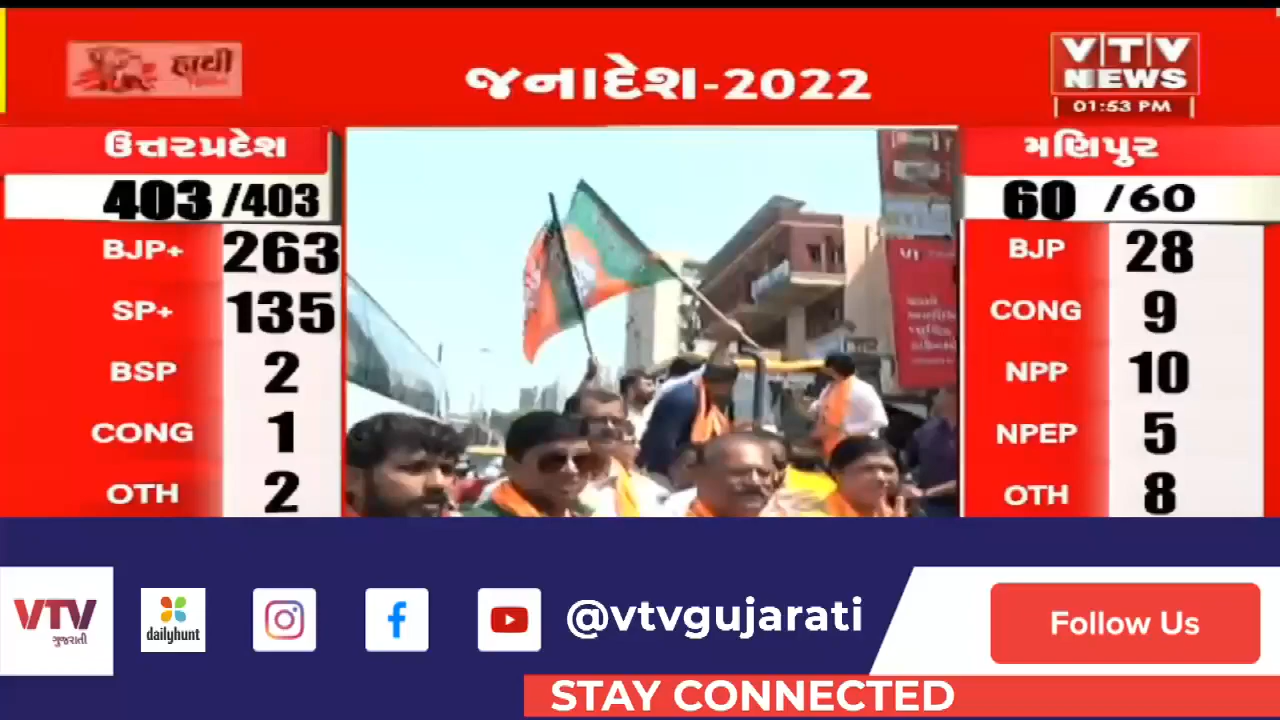 હાથી
જનાદેશ-2022
VTV
NEWS
01:53 PM
ઉત્તરપ્રદેશ
403/403
BJP+ 263
SP+ 135
BSP 2
CONG 1
OTH 2
મણિપુર
60/60
BJP 28
CONG 9
NPP 10
NPEP 5
OTH 8
VTV
ગુજરાતી
dailyhunt
@vtvgujarati
Follow Us
STAY CONNECTED